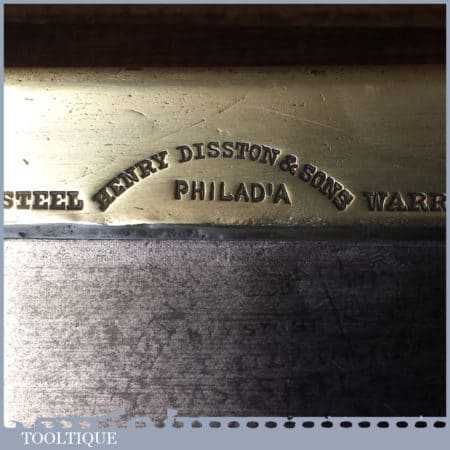 HENRY DISSTON & SONS
STEEL PHILAD'A WARR
TOOLTIQUE